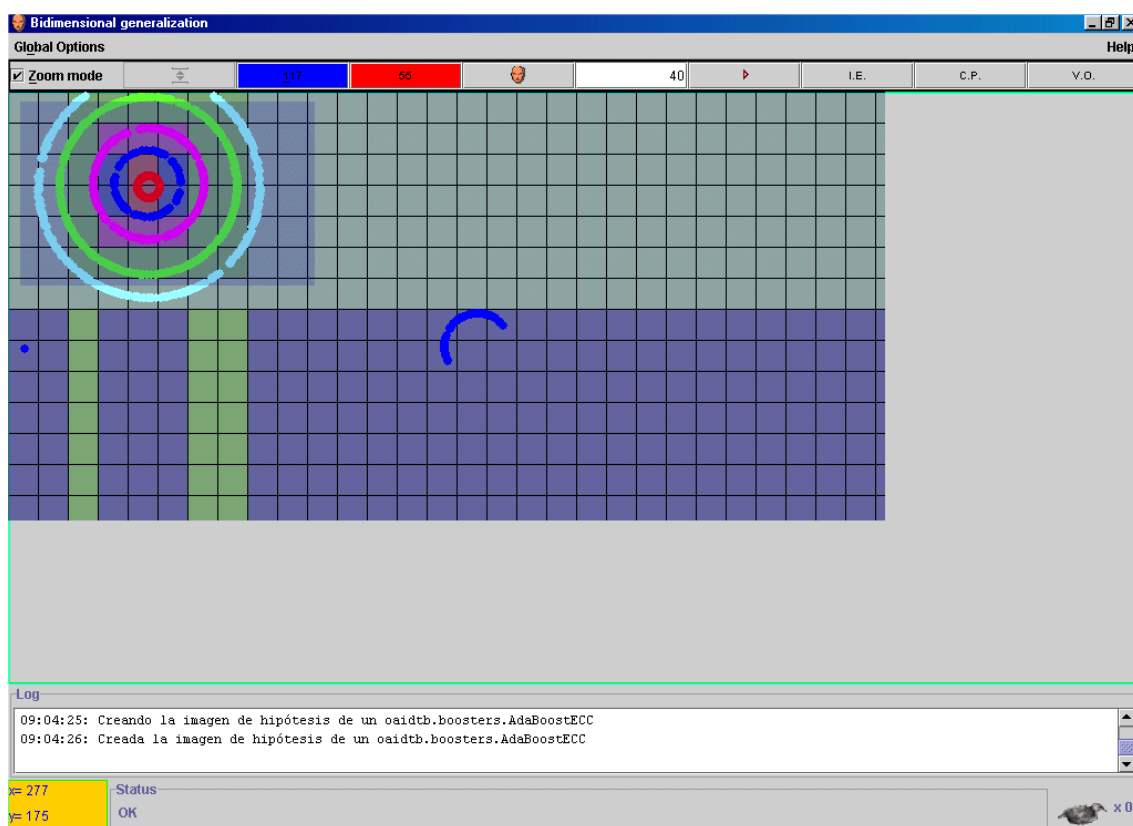 Bidimensional generalization
Global Options Help
Zoom mode 117 55 40 I.E. C.P. V.O.
Log
09:04:25: Creando la imagen de hipótesis de un oaidtb.boosters.AdaBoostECC
09:04:26: Creada la imagen de hipótesis de un oaidtb.boosters.AdaBoostECC
x= 277
y= 175
Status
OK
x 0